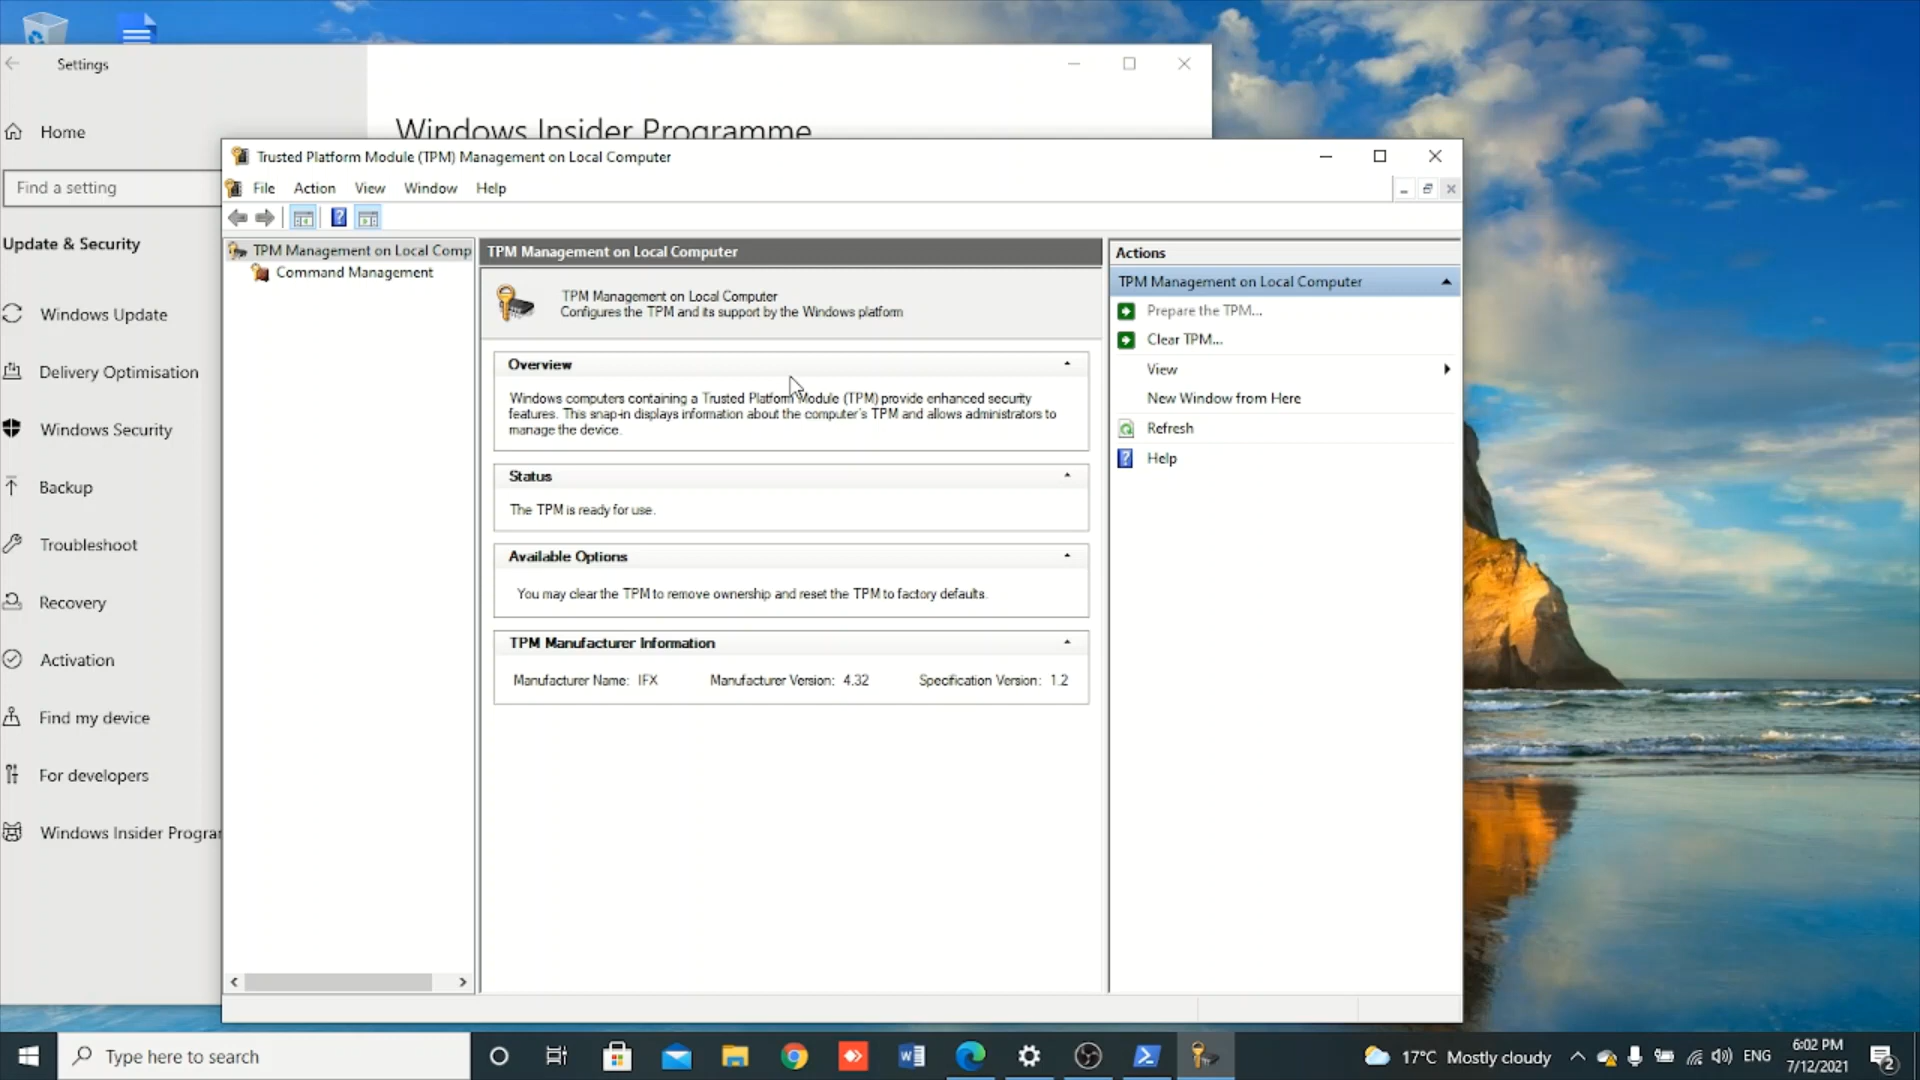 Settings
Home
Find a setting
Update & Security
Windows Update
Delivery Optimisation
Windows Security
Backup
Troubleshoot
Recovery
Activation
Find my device
For developers
Windows Insider Prograr
Windows Insider Programme
Trusted Platform Module (TPM) Management on Local Computer
File Action View Window Help
TPM Management on Local Comp
Command Management
TPM Management on Local Computer
TPM Management on Local Computer
Configures the TPM and its support by the Windows platform
Overview
Windows computers containing a Trusted Platform Module (TPM) provide enhanced security
features. This snap-in displays information about the computer's TPM and allows administrators to
manage the device.
Status
The TPM is ready for use.
Available Options
You may clear the TPM to remove ownership and reset the TPM to factory defaults.
TPM Manufacturer Information
Manufacturer Name: IFX Manufacturer Version: 4.32 Specification Version: 1.2
Actions
TPM Management on Local Computer
Prepare the TPM...
Clear TPM...
View
New Window from Here
Refresh
Help
Type here to search
17°C Mostly cloudy
ENG
6:02 PM
7/12/2021
2